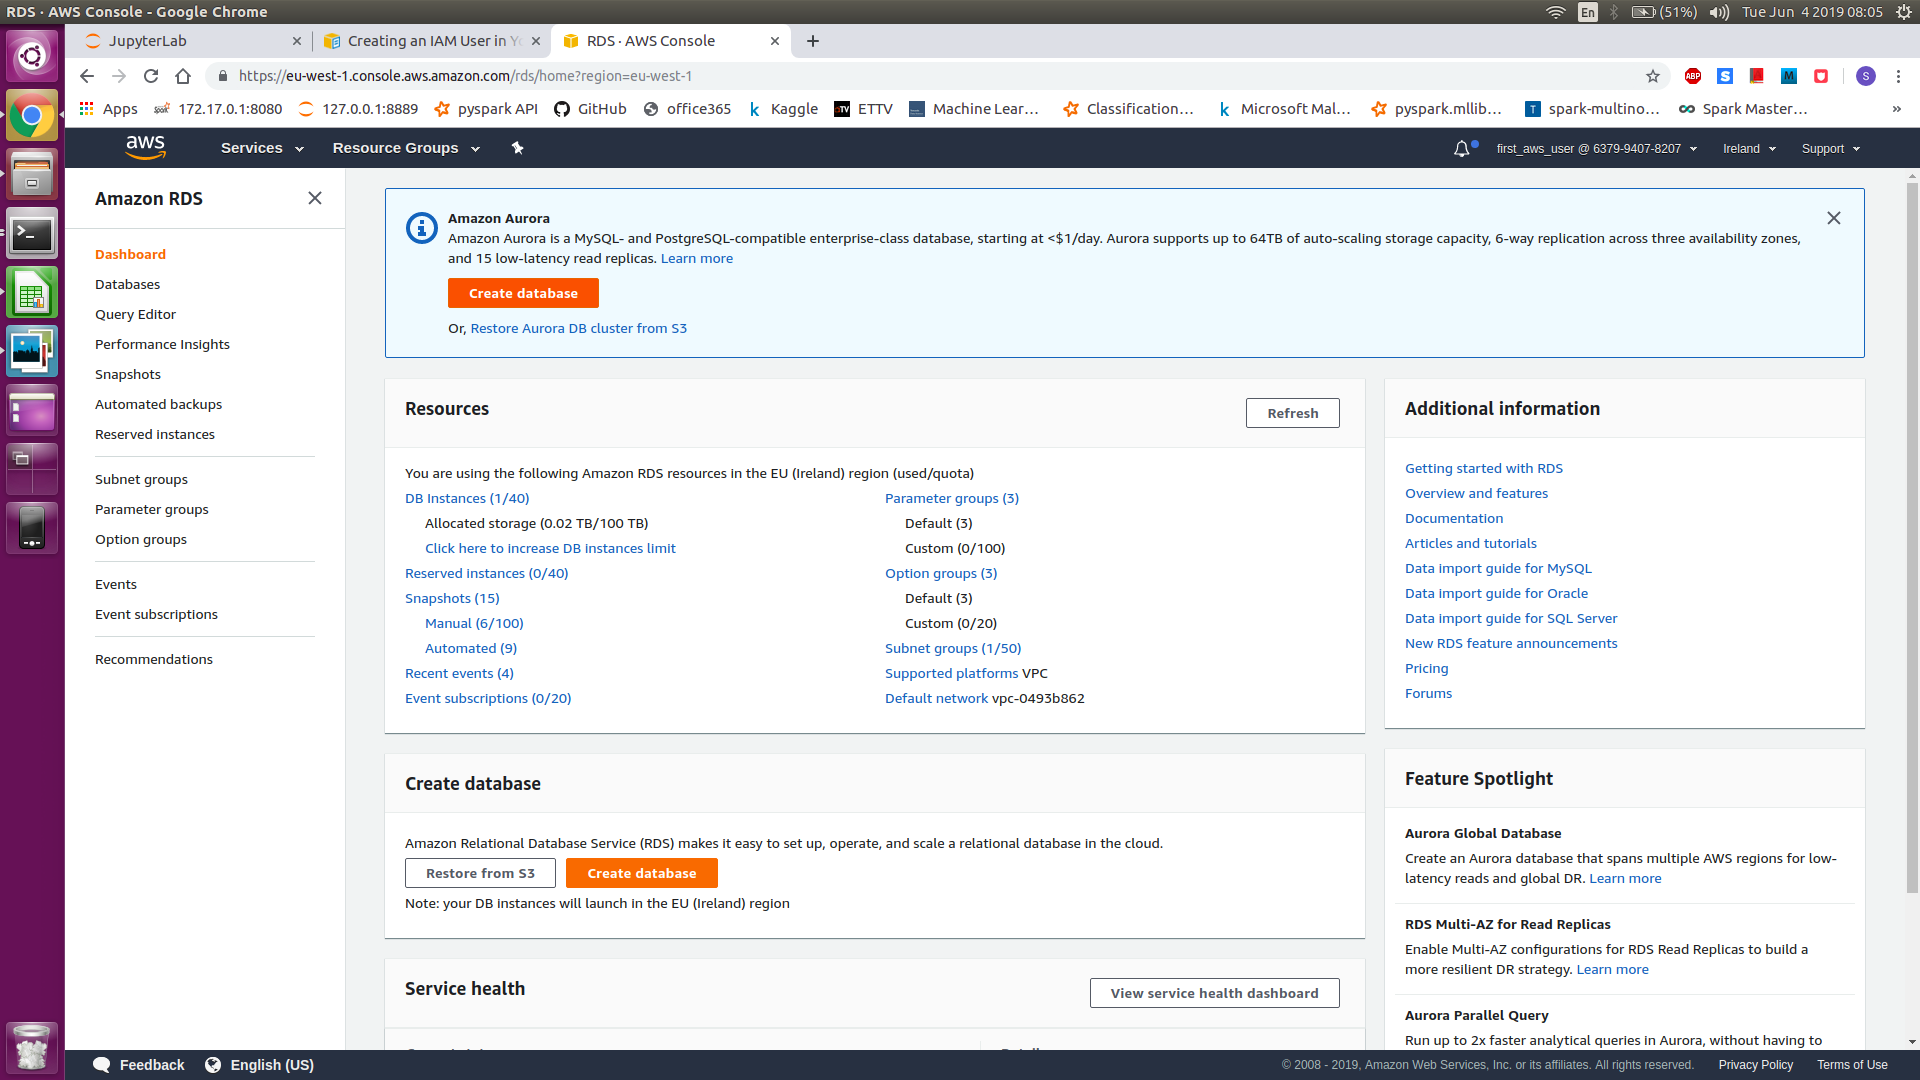 RDS · AWS Console - Google Chrome
En
(51%)
Tue Jun 4 2019 08:05
JupyterLab
Creating an IAM User in Yo
RDS · AWS Console
https://eu-west-1.console.aws.amazon.com/rds/home?region=eu-west-1
ABP
S
M
S
Apps
172.17.0.1:8080
127.0.0.1:8889
pyspark API
GitHub
office365
Kaggle
ETTV
Machine Lear...
Classification...
Microsoft Mal...
pyspark.mllib...
spark-multino...
Spark Master...
»
aws
Services
Resource Groups
first_aws_user @ 6379-9407-8207
Ireland
Support
Amazon RDS
Dashboard
Databases
Query Editor
Performance Insights
Snapshots
Automated backups
Reserved instances
Subnet groups
Parameter groups
Option groups
Events
Event subscriptions
Recommendations
Amazon Aurora
Amazon Aurora is a MySQL- and PostgreSQL-compatible enterprise-class database, starting at <$1/day. Aurora supports up to 64TB of auto-scaling storage capacity, 6-way replication across three availability zones,
and 15 low-latency read replicas. Learn more
Create database
Or, Restore Aurora DB cluster from S3
Resources
Refresh
You are using the following Amazon RDS resources in the EU (Ireland) region (used/quota)
DB Instances (1/40)
Allocated storage (0.02 TB/100 TB)
Click here to increase DB instances limit
Reserved instances (0/40)
Snapshots (15)
Manual (6/100)
Automated (9)
Recent events (4)
Event subscriptions (0/20)
Parameter groups (3)
Default (3)
Custom (0/100)
Option groups (3)
Default (3)
Custom (0/20)
Subnet groups (1/50)
Supported platforms VPC
Default network vpc-0493b862
Create database
Amazon Relational Database Service (RDS) makes it easy to set up, operate, and scale a relational database in the cloud.
Restore from S3
Create database
Note: your DB instances will launch in the EU (Ireland) region
Service health
View service health dashboard
Additional information
Getting started with RDS
Overview and features
Documentation
Articles and tutorials
Data import guide for MySQL
Data import guide for Oracle
Data import guide for SQL Server
New RDS feature announcements
Pricing
Forums
Feature Spotlight
Aurora Global Database
Create an Aurora database that spans multiple AWS regions for low-
latency reads and global DR. Learn more
RDS Multi-AZ for Read Replicas
Enable Multi-AZ configurations for RDS Read Replicas to build a
more resilient DR strategy. Learn more
Aurora Parallel Query
Run up to 2x faster analytical queries in Aurora, without having to
Feedback
English (US)
© 2008 - 2019, Amazon Web Services, Inc. or its affiliates. All rights reserved.
Privacy Policy
Terms of Use